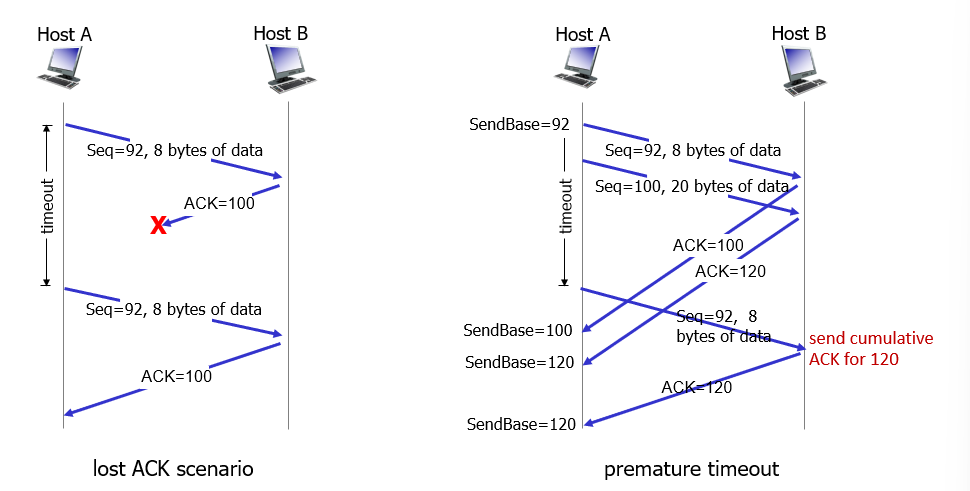 Host A
Host B
timeout
Seq=92, 8 bytes of data
ACK=100
X
Seq=92, 8 bytes of data
ACK=100
lost ACK scenario
Host A
Host B
SendBase=92
timeout
Seq=92, 8 bytes of data
Seq=100, 20 bytes of data
ACK=100
ACK=120
Seq=92, 8
bytes of data
SendBase=100
SendBase=120
send cumulative
ACK for 120
ACK=120
SendBase=120
premature timeout